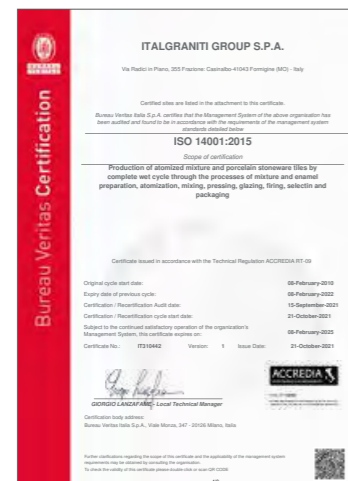 BUREAU
VERITAS
Bureau Veritas Certification
ITALGRANITI GROUP S.P.A.
Via Radici in Piano, 355 Frazione: Casinalbo-41043 Formigine (MO) - Italy
Certified sites are listed in the attachment to this certificate.
Bureau Veritas Italia S.p.A. certifies that the Management System of the above organisation has
been audited and found to be in accordance with the requirements of the management system
standards detailed below
ISO 14001:2015
Scope of certification
Production of atomized mixture and porcelain stoneware tiles by
complete wet cycle through the processes of mixture and enamel
preparation, atomization, mixing, pressing, glazing, firing, selectin and
packaging
Certificate issued in accordance with the Technical Regulation ACCREDIA RT-09
Original cycle start date: 08-February-2010
Expiry date of previous cycle: 08-February-2022
Certification / Recertification Audit date: 15-September-2021
Certification / Recertification cycle start date: 21-October-2021
Subject to the continued satisfactory operation of the organization's
Management System, this certificate expires on: 08-February-2025
Certificate No.: IT310442 Version: 1 Issue Date: 21-October-2021
ACCREDIA
GIORGIO LANZAFAME - Local Technical Manager
Certification body address:
Bureau Veritas Italia S.p.A., Viale Monza, 347 - 20126 Milano, Italia
Further clarifications regarding the scope of this certificate and the applicability of the management system
requirements may be obtained by consulting the organisation.
To check the validity of this certificate please double click or scan QR CODE